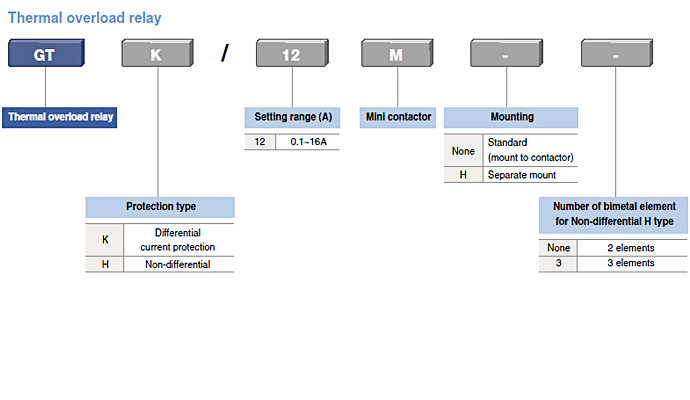 Thermal overload relay
GT K / 12 M - -
Thermal overload relay
Setting range (A)
12 0.1~16A
Mini contactor
Mounting
None Standard
(mount to contactor)
H Separate mount
Protection type
K Differential
current protection
H Non-differential
Number of bimetal element
for Non-differential H type
None 2 elements
3 3 elements